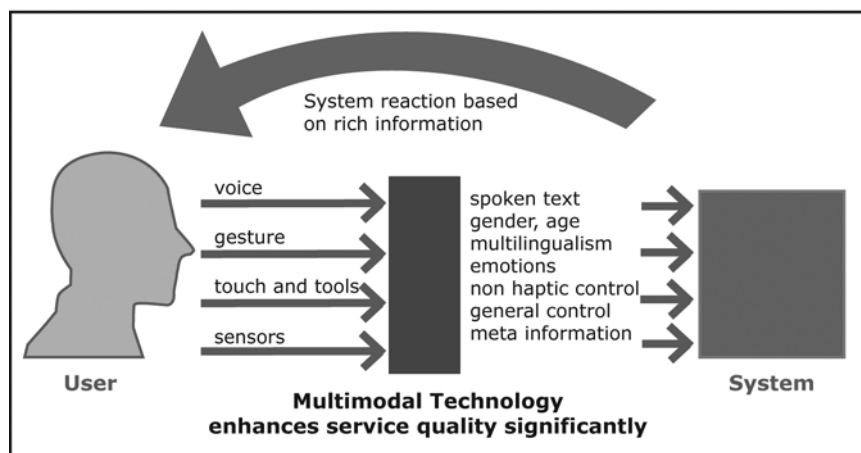 System reaction based
on rich information
voice
gesture
touch and tools
sensors
spoken text
gender, age
multilingualism
emotions
non haptic control
general control
meta information
User
System
Multimodal Technology
enhances service quality significantly